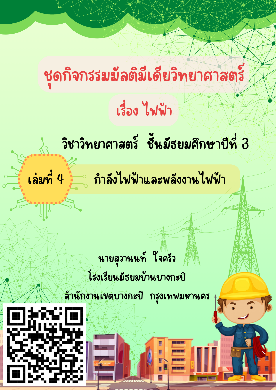 ชุดกิจกรรมมัลติมีเดียวิทยาศาสตร์
เรื่อง ไฟฟ้า
วิชาวิทยาศาสตร์ ชั้นมัธยมศึกษาปีที่ 3
เล่มที่ 4 กำลังไฟฟ้าและพลังงานไฟฟ้า
นายสุวานนท์ ใจตรีง
โรงเรียนมัธยมบ้านบางกะปิ
สำนักงานเขตบางกะปิ กรุงเทพมหานคร